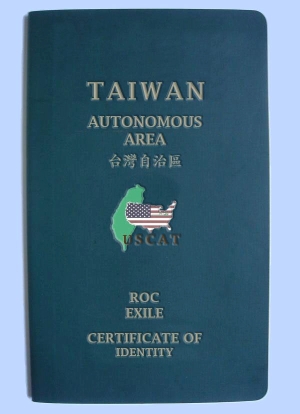 TAIWAN
AUTONOMOUS
AREA
台灣自治區
USCAT
ROC
EXILE
CERTIFICATE OF
IDENTITY